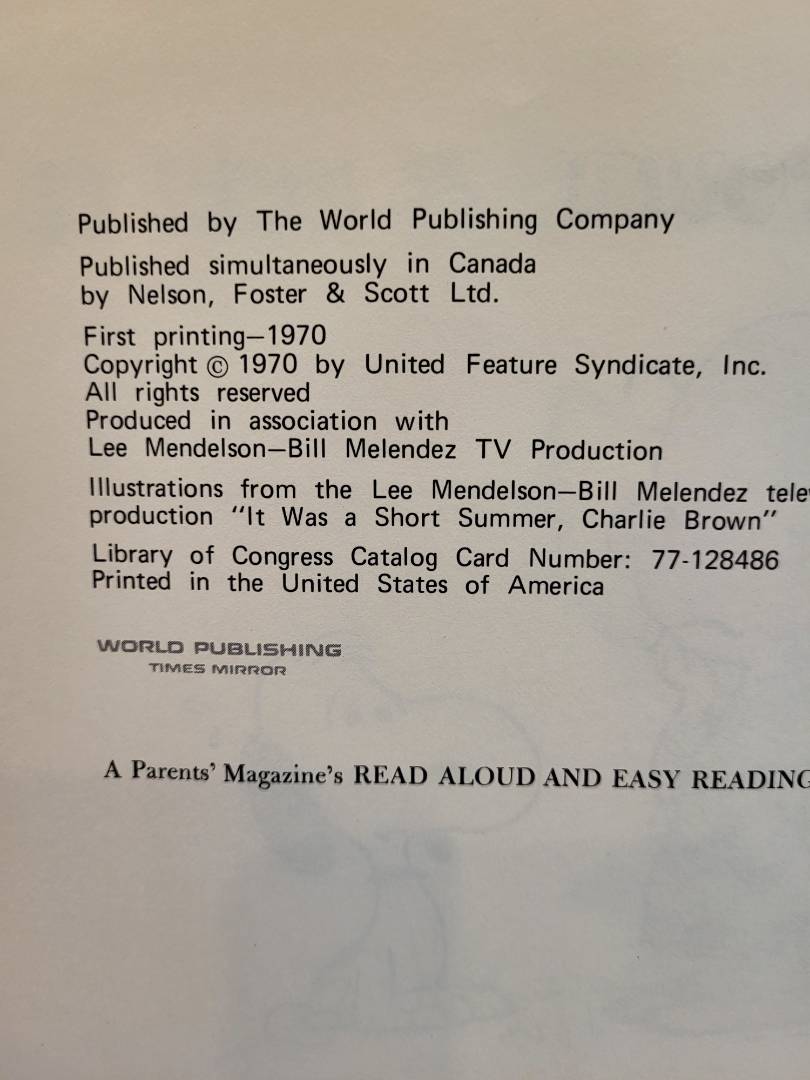 Published by The World Publishing Company
Published simultaneously in Canada
by Nelson, Foster & Scott Ltd.
First printing—1970
Copyright © 1970 by United Feature Syndicate, Inc.
All rights reserved
Produced in association with
Lee Mendelson—Bill Melendez TV Production
Illustrations from the Lee Mendelson—Bill Melendez
production "It Was a Short Summer, Charlie Brown"
Library of Congress Catalog Card Number: 77-128486
Printed in the United States of America
WORLD PUBLISHING
TIMES MIRROR
A Parents' Magazine's READ ALOUD AND EASY READING